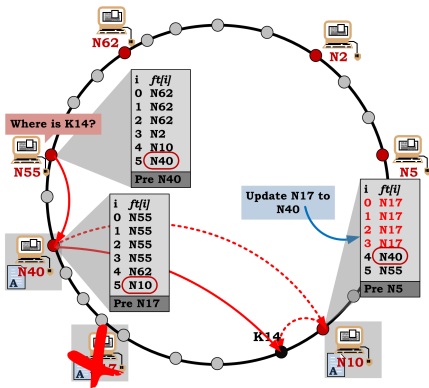 N62
N2
i ft[i]
0 N62
1 N62
2 N62
3 N2
4 N10
5 N40
Pre N40
Where is K14?
N55
N5
Update N17 to
N40
i ft[i]
0 N17
1 N17
2 N17
3 N17
4 N40
5 N55
Pre N5
i ft[i]
0 N55
1 N55
2 N55
3 N55
4 N62
5 N10
Pre N17
N40
A
K14
7
A
N10
A